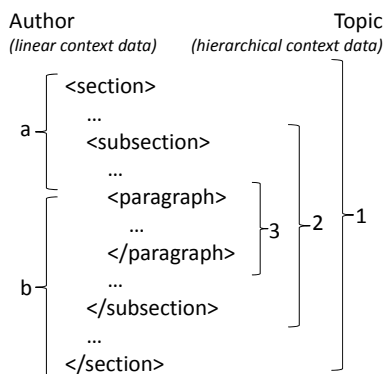 Author Topic
(linear context data) (hierarchical context data)
<section>
...
a
<subsection>
...
<paragraph>
1
...
3
2
</paragraph>
b
...
</subsection>
...
</section>